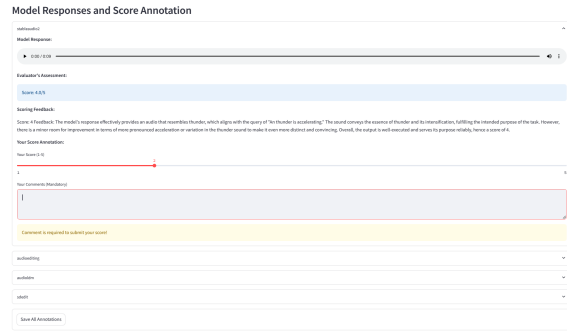 Model Responses and Score Annotation
Model Response:
0:00 / 0:09
Evaluator's Assessment:
Score: 4.0/5
Scoring Feedback:
Score: 4 Feedback: The model's response effectively provides an audio that resembles thunder, which aligns with the query of "An thunder is accelerating." The sound conveys the essence of thunder and its intensification, fulfilling the intended purpose of the task. However,
there is a minor room for improvement in terms of more pronounced acceleration or variation in the thunder sound to make it even more distinct and convincing. Overall, the output is well-executed and serves its purpose reliably, hence a score of 4.
Your Score Annotation:
Your Score (1-5)
1
Your Comments (Mandatory)
Comment is required to submit your score!
audioediting
audioldm
sdedit
Save All Annotations